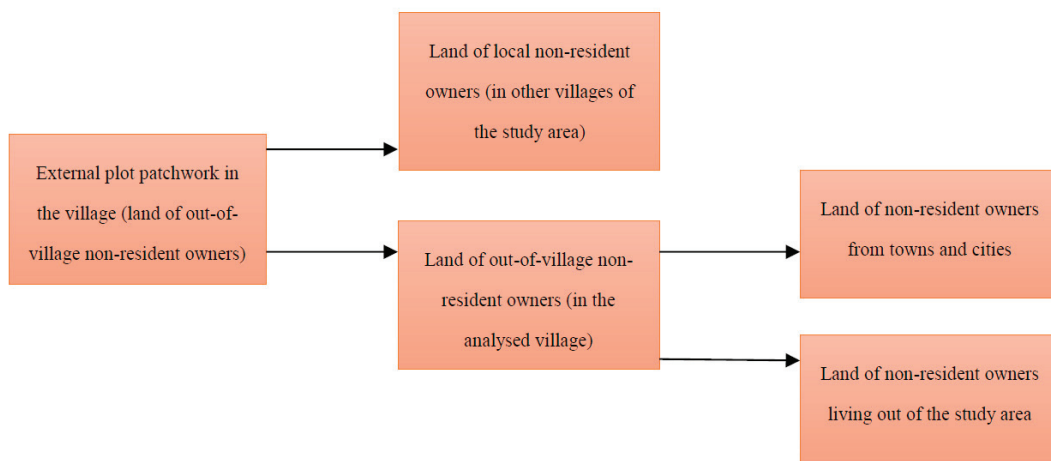 External plot patchwork in
the village (land of out-of-
village non-resident owners)
Land of local non-resident
owners (in other villages of
the study area)
Land of out-of-village non-
resident owners (in the
analysed village)
Land of non-resident owners
from towns and cities
Land of non-resident owners
living out of the study area